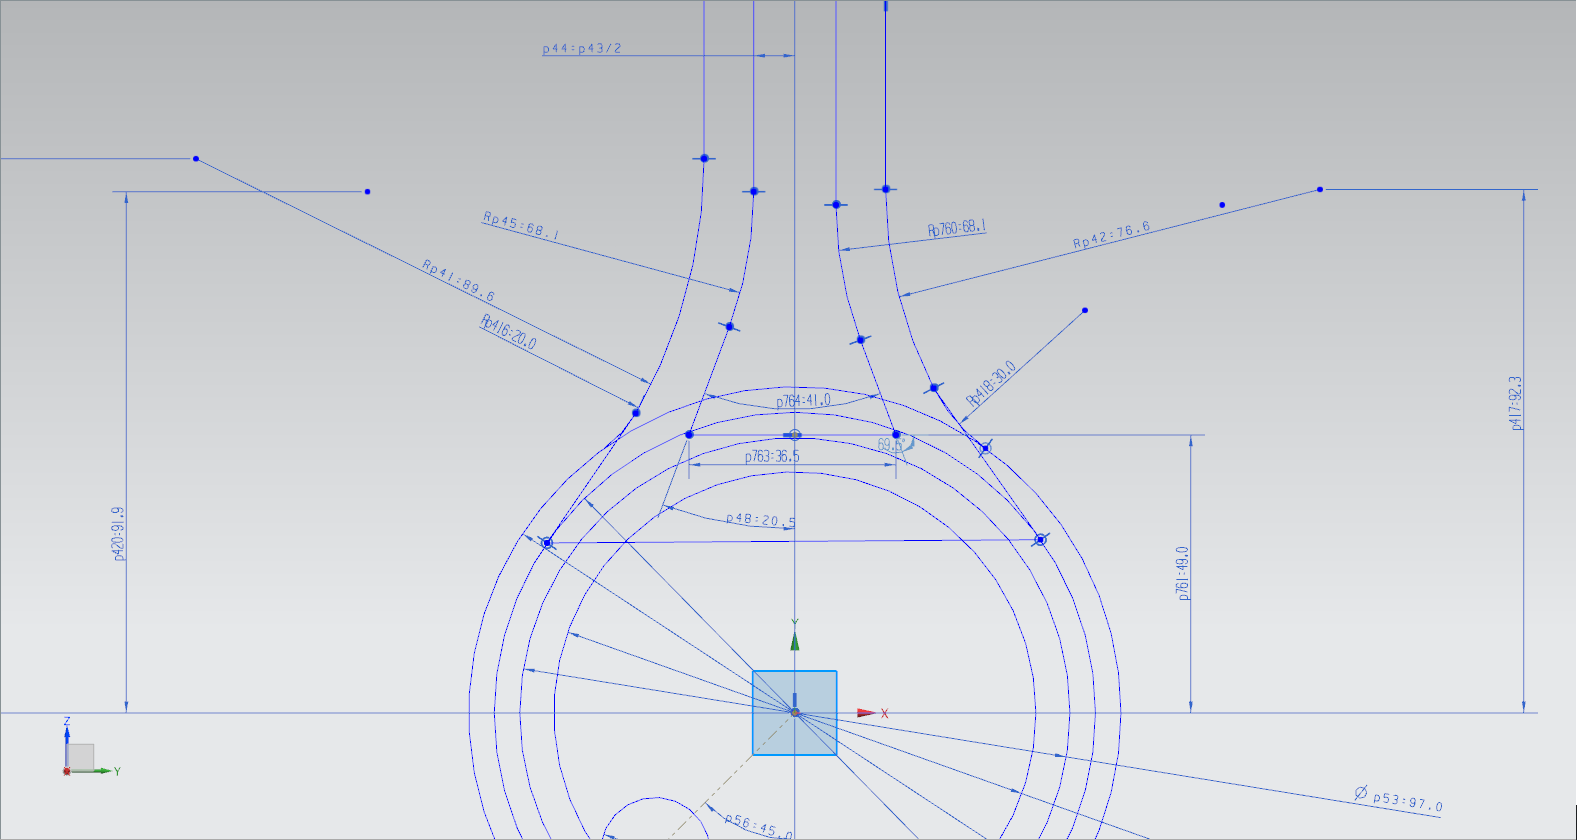 p44=p43/2
Rp45=68.1
Rp760=68.1
Rp42=76.6
Rp41=89.6
Rp416=20.0
Rp418=30.0
p764=41.0
p417=92.3
69.5°
p763=36.5
p48=20.5
p420=91.9
p761=49.0
Y
X
Z
Y
Ø p53=97.0
p56=45.0